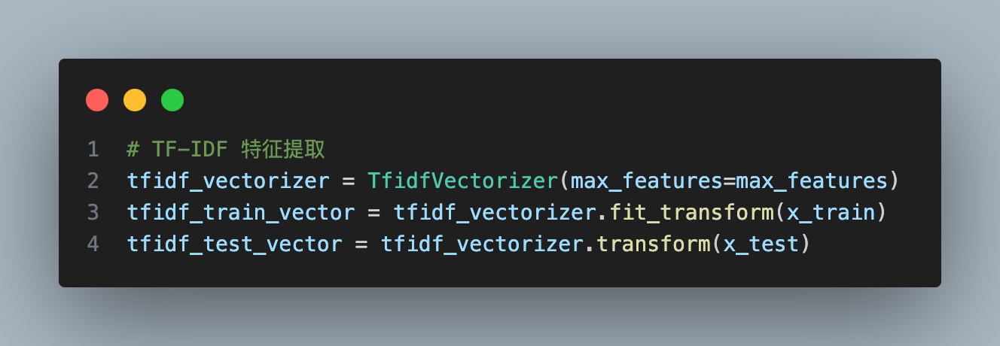 1 # TF-IDF 特征提取
2 tfidf_vectorizer = TfidfVectorizer(max_features=max_features)
3 tfidf_train_vector = tfidf_vectorizer.fit_transform(x_train)
4 tfidf_test_vector = tfidf_vectorizer.transform(x_test)